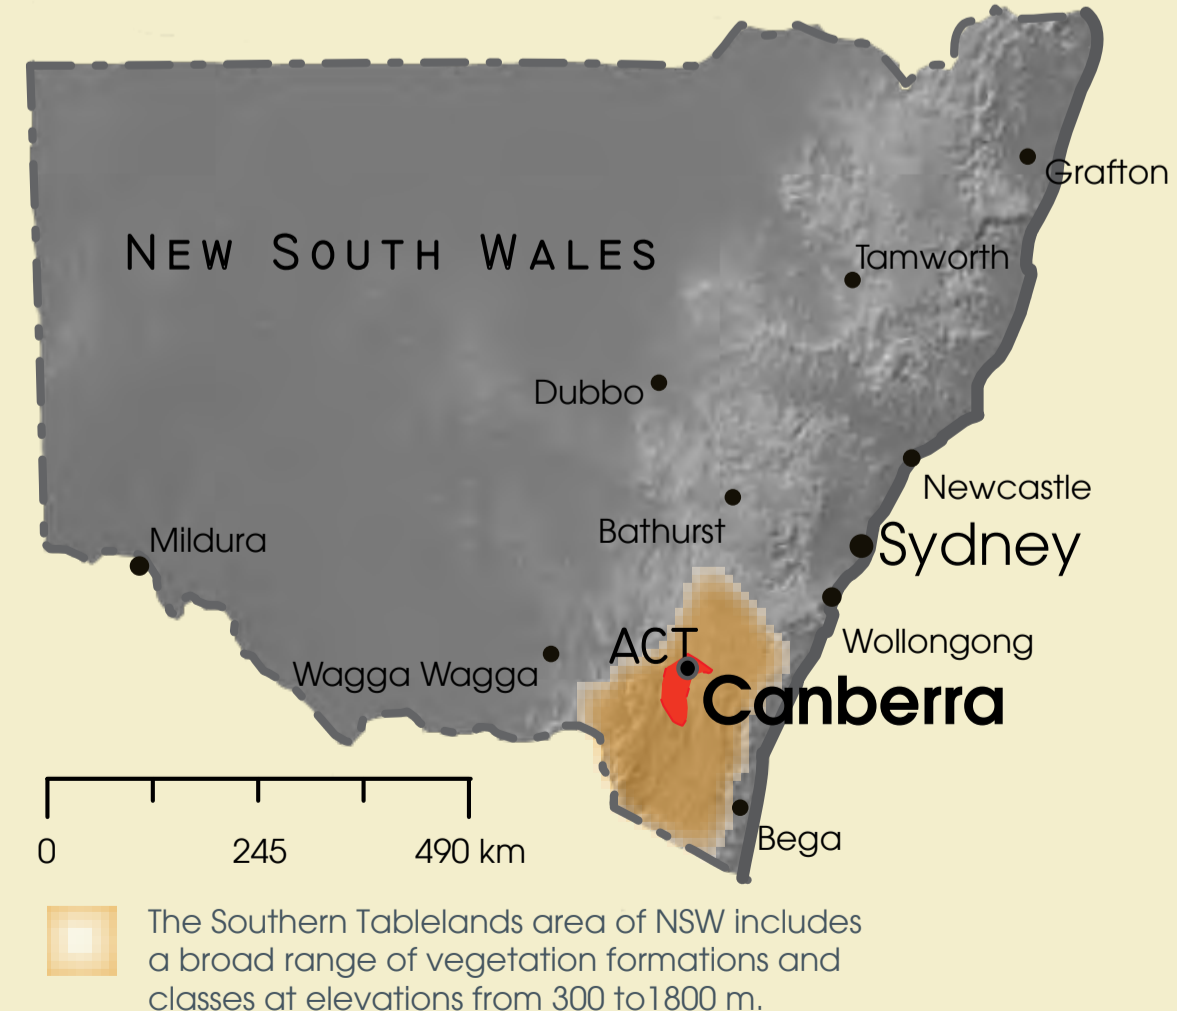 Grafton
NEW SOUTH WALES
Tamworth
Dubbo
Newcastle
Bathurst
Mildura
Sydney
ACT
Wollongong
Wagga Wagga
Canberra
Bega
0 245 490 km
The Southern Tablelands area of NSW includes
a broad range of vegetation formations and
classes at elevations from 300 to1800 m.